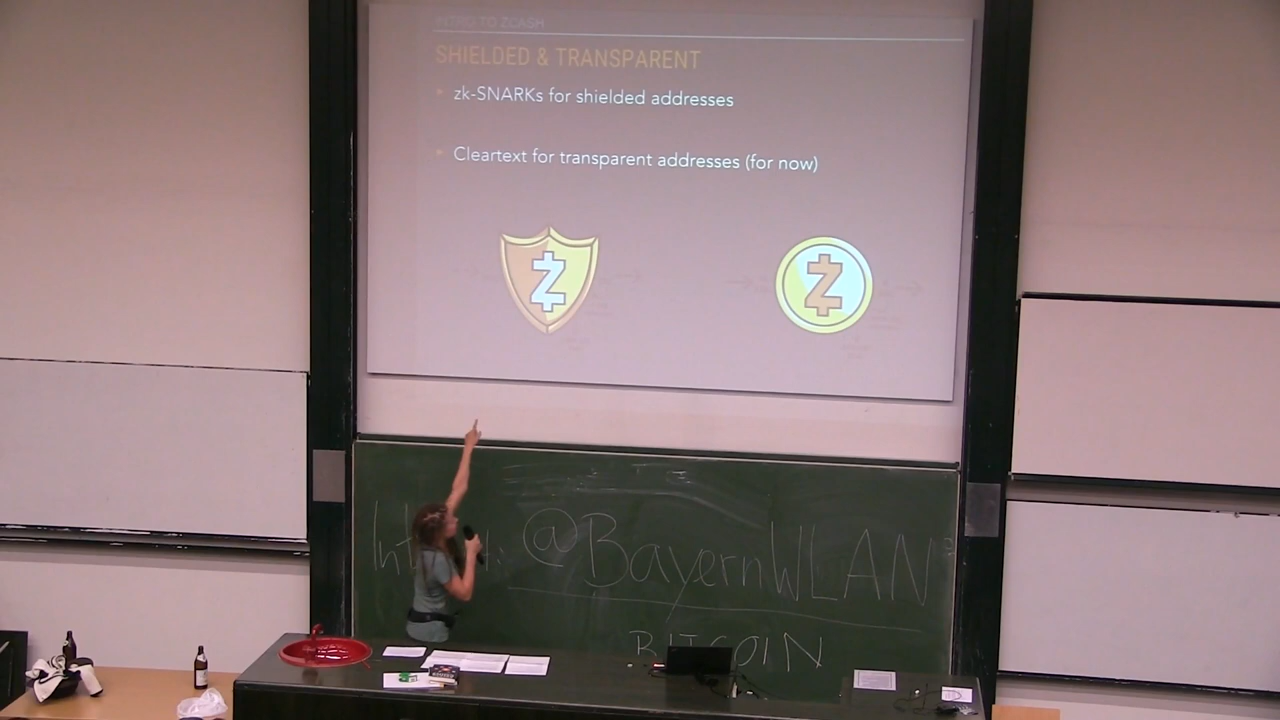 INTRO TO ZCASH
SHIELDED & TRANSPARENT
zk-SNARKs for shielded addresses
Cleartext for transparent addresses (for now)
@BayernWLAN
BITCOIN